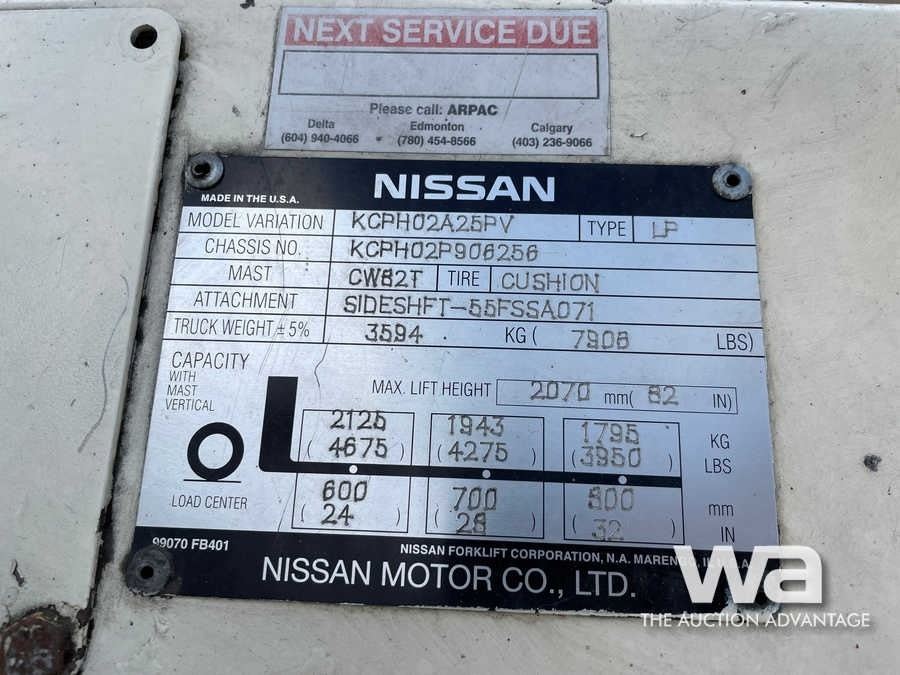 NEXT SERVICE DUE
Please call: ARPAC
Delta Edmonton Calgary
(604) 940-4066 (780) 454-8566 (403) 236-9066
MADE IN THE U.S.A. NISSAN
MODEL VARIATION KCPH02A25PV TYPE LP
CHASSIS NO. KCPH02P906256
MAST CW82T TIRE CUSHION
ATTACHMENT SIDESHFT-55FSSA071
TRUCK WEIGHT ± 5% 3594 KG ( 7906 LBS)
CAPACITY
WITH
MAST
VERTICAL
MAX. LIFT HEIGHT 2070 mm( 82 IN)
2125 1943 1795 KG
( 4675 ) ( 4275 ) ( 3950 ) LBS
LOAD CENTER
600 700 800 mm
( 24 ) ( 28 ) ( 32 ) IN
99070 FB401
NISSAN FORKLIFT CORPORATION, N.A.
NISSAN MOTOR CO., LTD.
wa
THE AUCTION ADVANTAGE